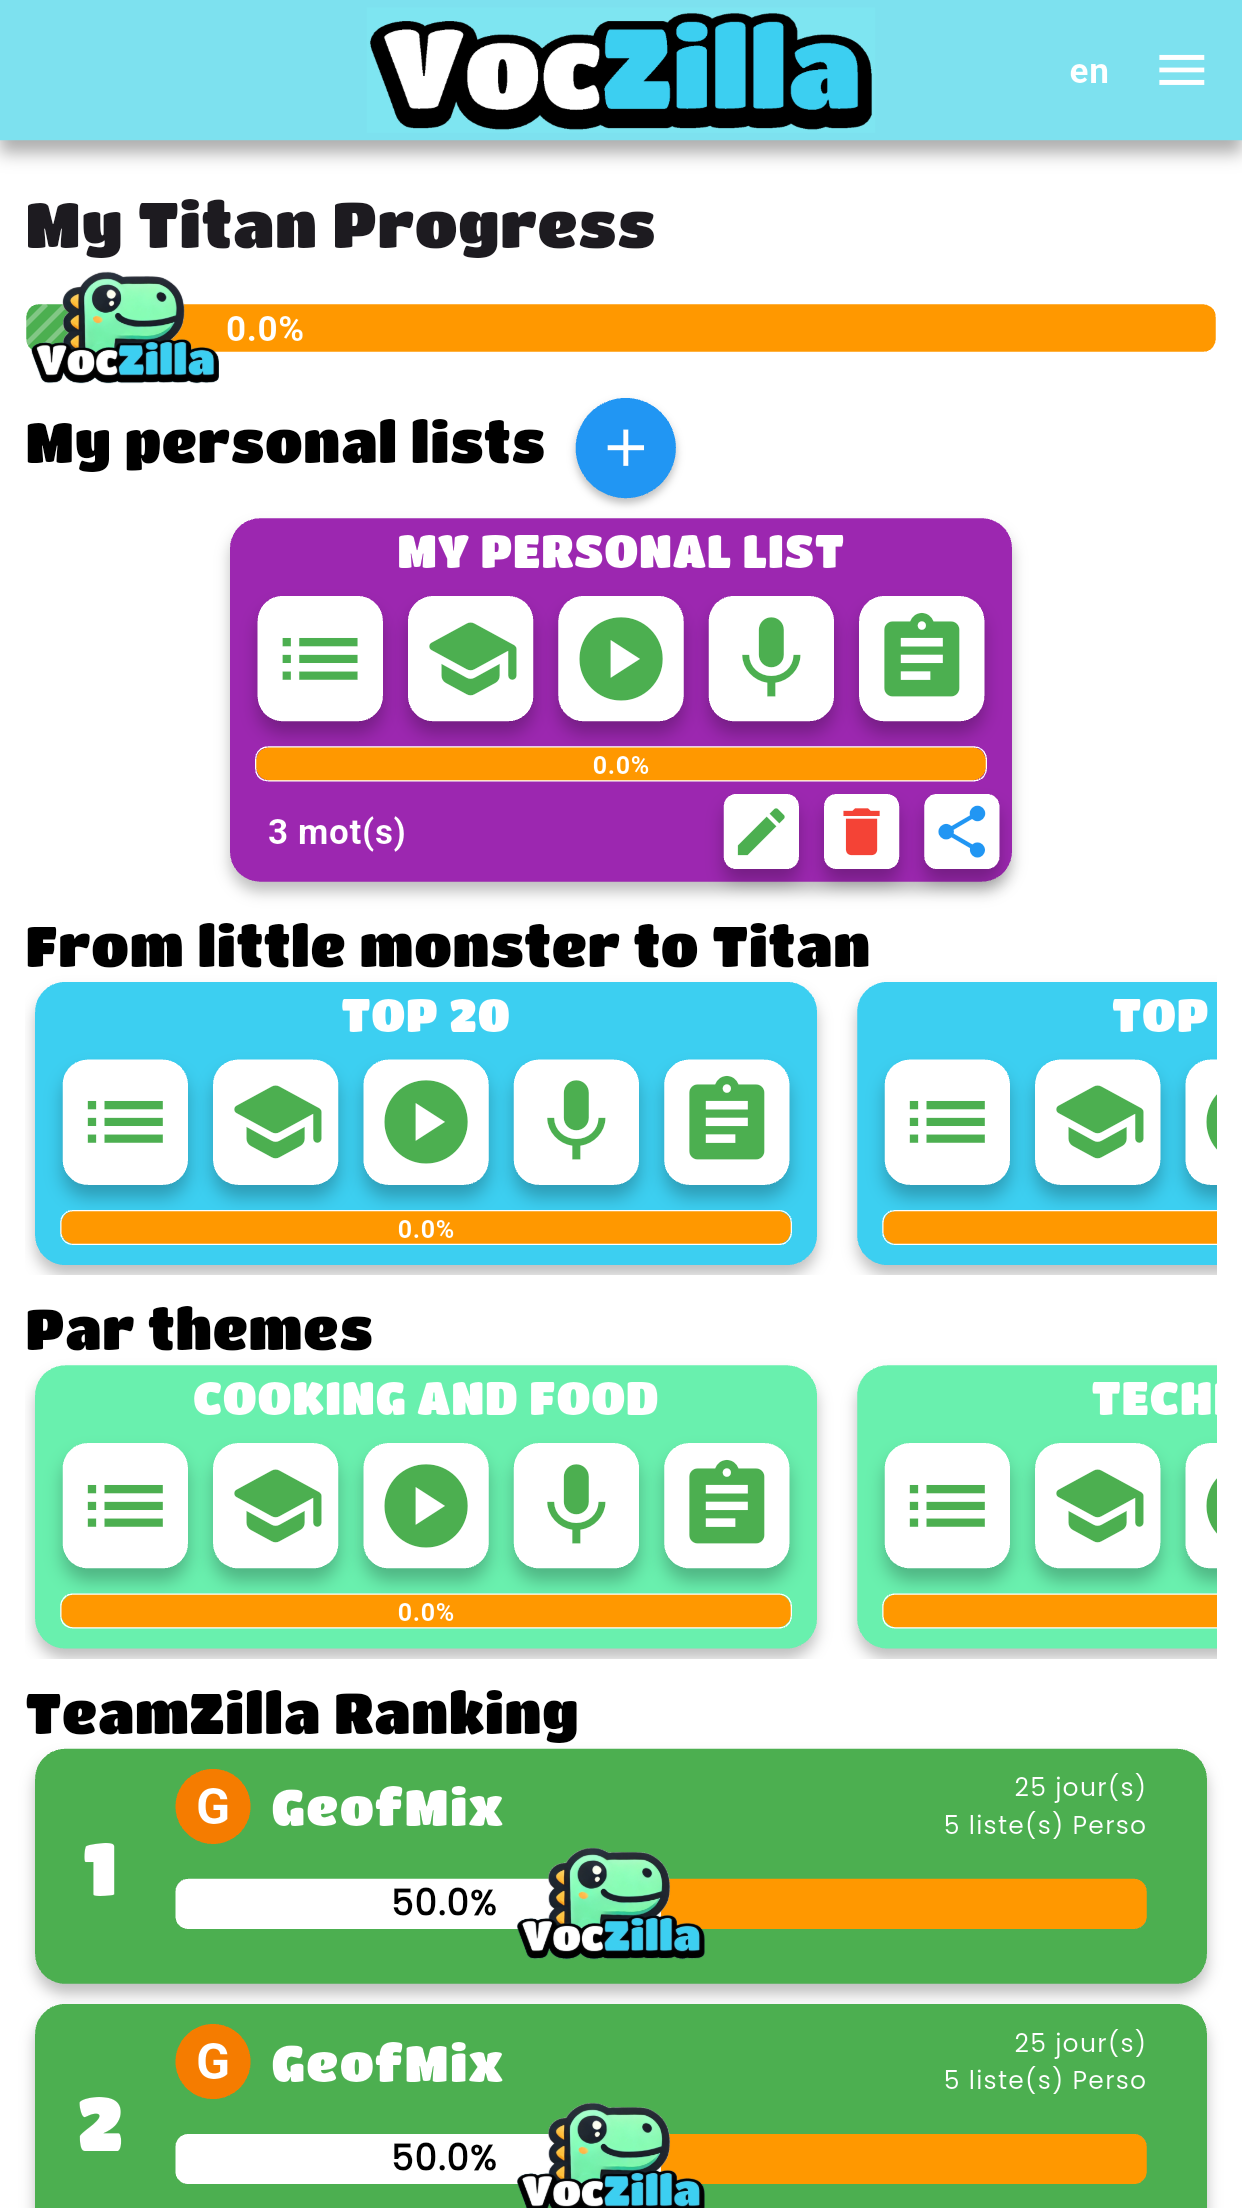 VocZilla
en
My Titan Progress
0.0%
VocZilla
My personal lists
MY PERSONAL LIST
0.0%
3 mot(s)
From little monster to Titan
TOP 20
TOP
0.0%
Par themes
COOKING AND FOOD
TECH
0.0%
TeamZilla Ranking
1
G
GeofMix
25 jour(s)
5 liste(s) Perso
50.0%
VocZilla
2
G
GeofMix
25 jour(s)
5 liste(s) Perso
50.0%
VocZilla